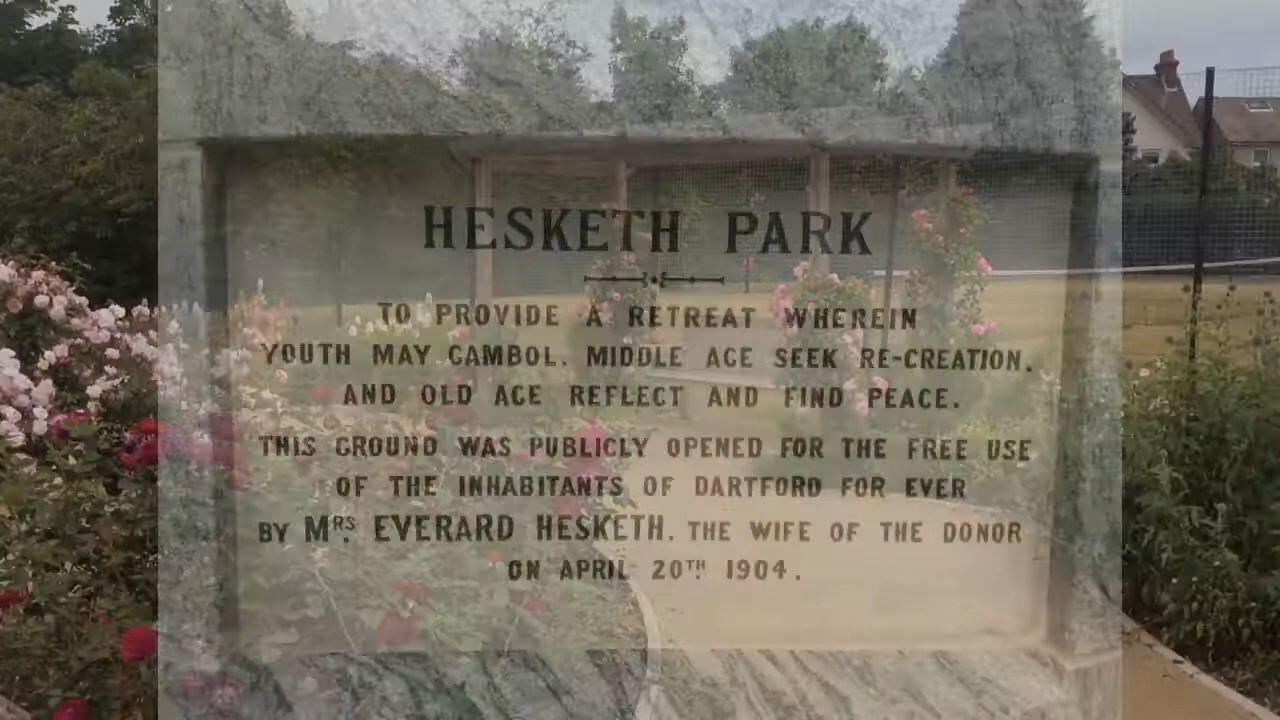 HESKETH PARK
TO PROVIDE A RETREAT WHEREIN
YOUTH MAY GAMBOL. MIDDLE AGE SEEK RE-CREATION.
AND OLD AGE REFLECT AND FIND PEACE.
THIS GROUND WAS PUBLICLY OPENED FOR THE FREE USE
OF THE INHABITANTS OF DARTFORD FOR EVER
BY MRS. EVERARD HESKETH. THE WIFE OF THE DONOR
ON APRIL 20TH 1904.